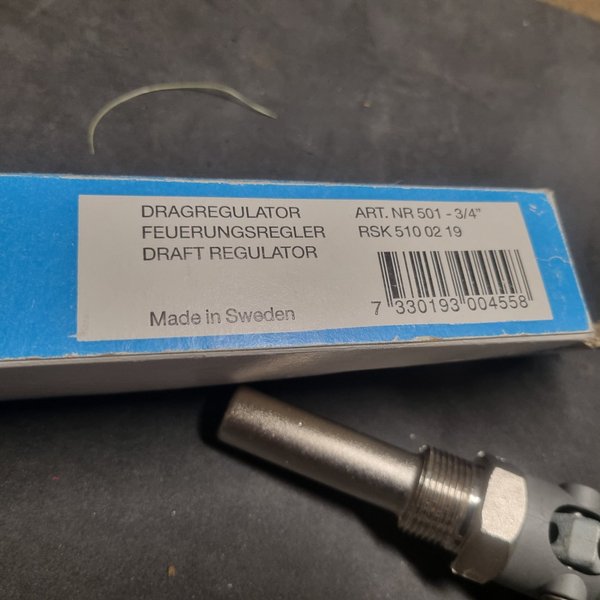 DRAGREGULATOR
FEUERUNGSREGLER
DRAFT REGULATOR
Made in Sweden
ART. NR 501 - 3/4"
RSK 510 02 19
7 330193 004558